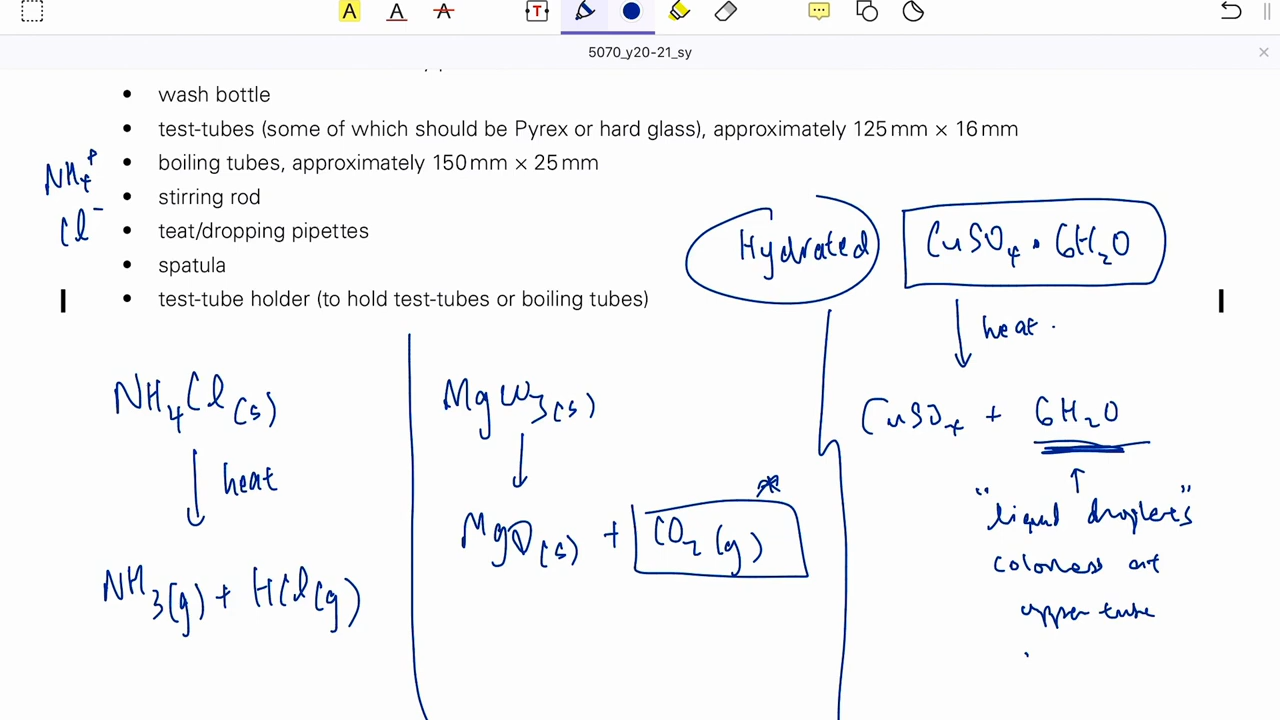 A A A T
5070_y20-21_sy
• wash bottle
• test-tubes (some of which should be Pyrex or hard glass), approximately 125 mm × 16 mm
• boiling tubes, approximately 150 mm × 25 mm
• stirring rod
• teat/dropping pipettes
• spatula
• test-tube holder (to hold test-tubes or boiling tubes)
NH₄⁺
Cl⁻
NH₄Cl(s)
↓ heat
NH₃(g) + HCl(g)
MgCO₃(s)
↓
MgO(s) + CO₂(g) *
Hydrated CuSO₄ • 6H₂O
↓ heat.
CuSO₄ + 6H₂O
↑
"liquid droplets"
colorless at
upper tube